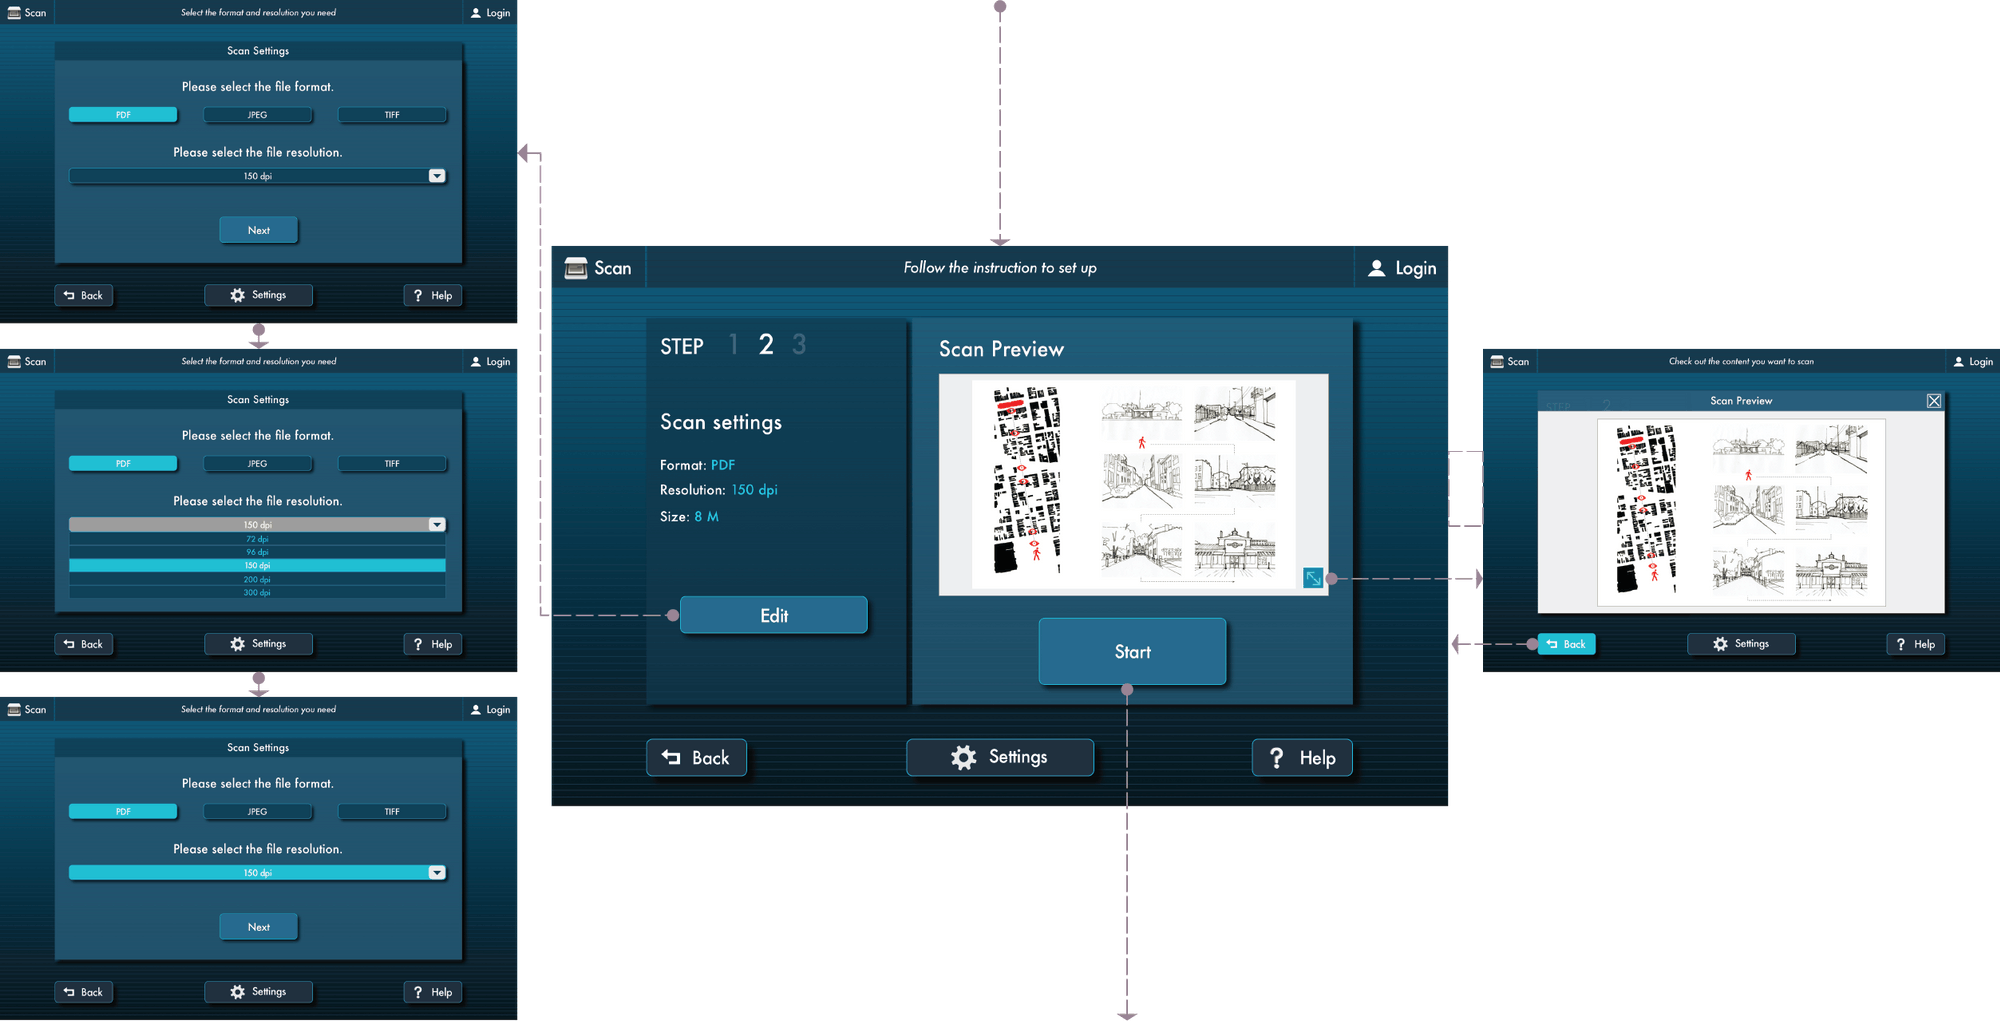 Scan
Select the format and resolution you need
Login
Scan Settings
Please select the file format.
PDF
JPEG
TIFF
Please select the file resolution.
150 dpi
Next
Back
Settings
? Help
Scan
Select the format and resolution you need
Login
Scan Settings
Please select the file format.
PDF
JPEG
TIFF
Please select the file resolution.
150 dpi
72 dpi
96 dpi
150 dpi
200 dpi
300 dpi
Back
Settings
? Help
Scan
Select the format and resolution you need
Login
Scan Settings
Please select the file format.
PDF
JPEG
TIFF
Please select the file resolution.
150 dpi
Next
Back
Settings
? Help
Scan
Follow the instruction to set up
Login
STEP 1 2 3
Scan settings
Format: PDF
Resolution: 150 dpi
Size: 8 M
Edit
Scan Preview
Start
Back
Settings
? Help
Scan
Check out the content you want to scan
Login
STEP 2
Scan Preview
Back
Settings
? Help